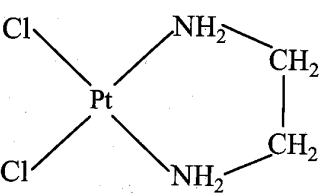 Cl NH₂
CH₂
Pt
CH₂
Cl NH₂